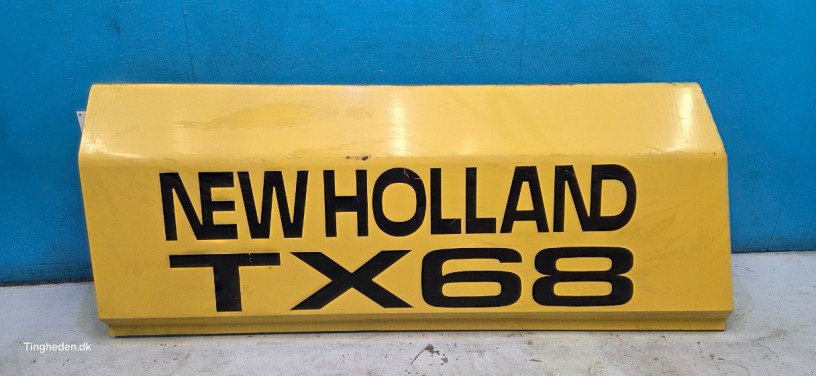 NEW HOLLAND
TX68
Tingheden.dk